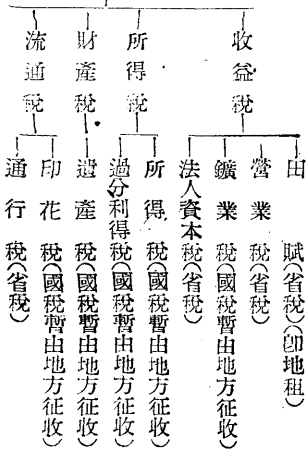 收益稅
所得稅
財產稅
流通稅
田賦(省稅)(卽地租)
營業稅(省稅)
鑛業稅(國稅暫由地方征收)
法人資本稅(省稅)
所得稅(國稅暫由地方征收)
過分利得稅(國稅暫由地方征收)
遺產稅(國稅暫由地方征收)
印花稅(國稅暫由地方征收)
通行稅(省稅)